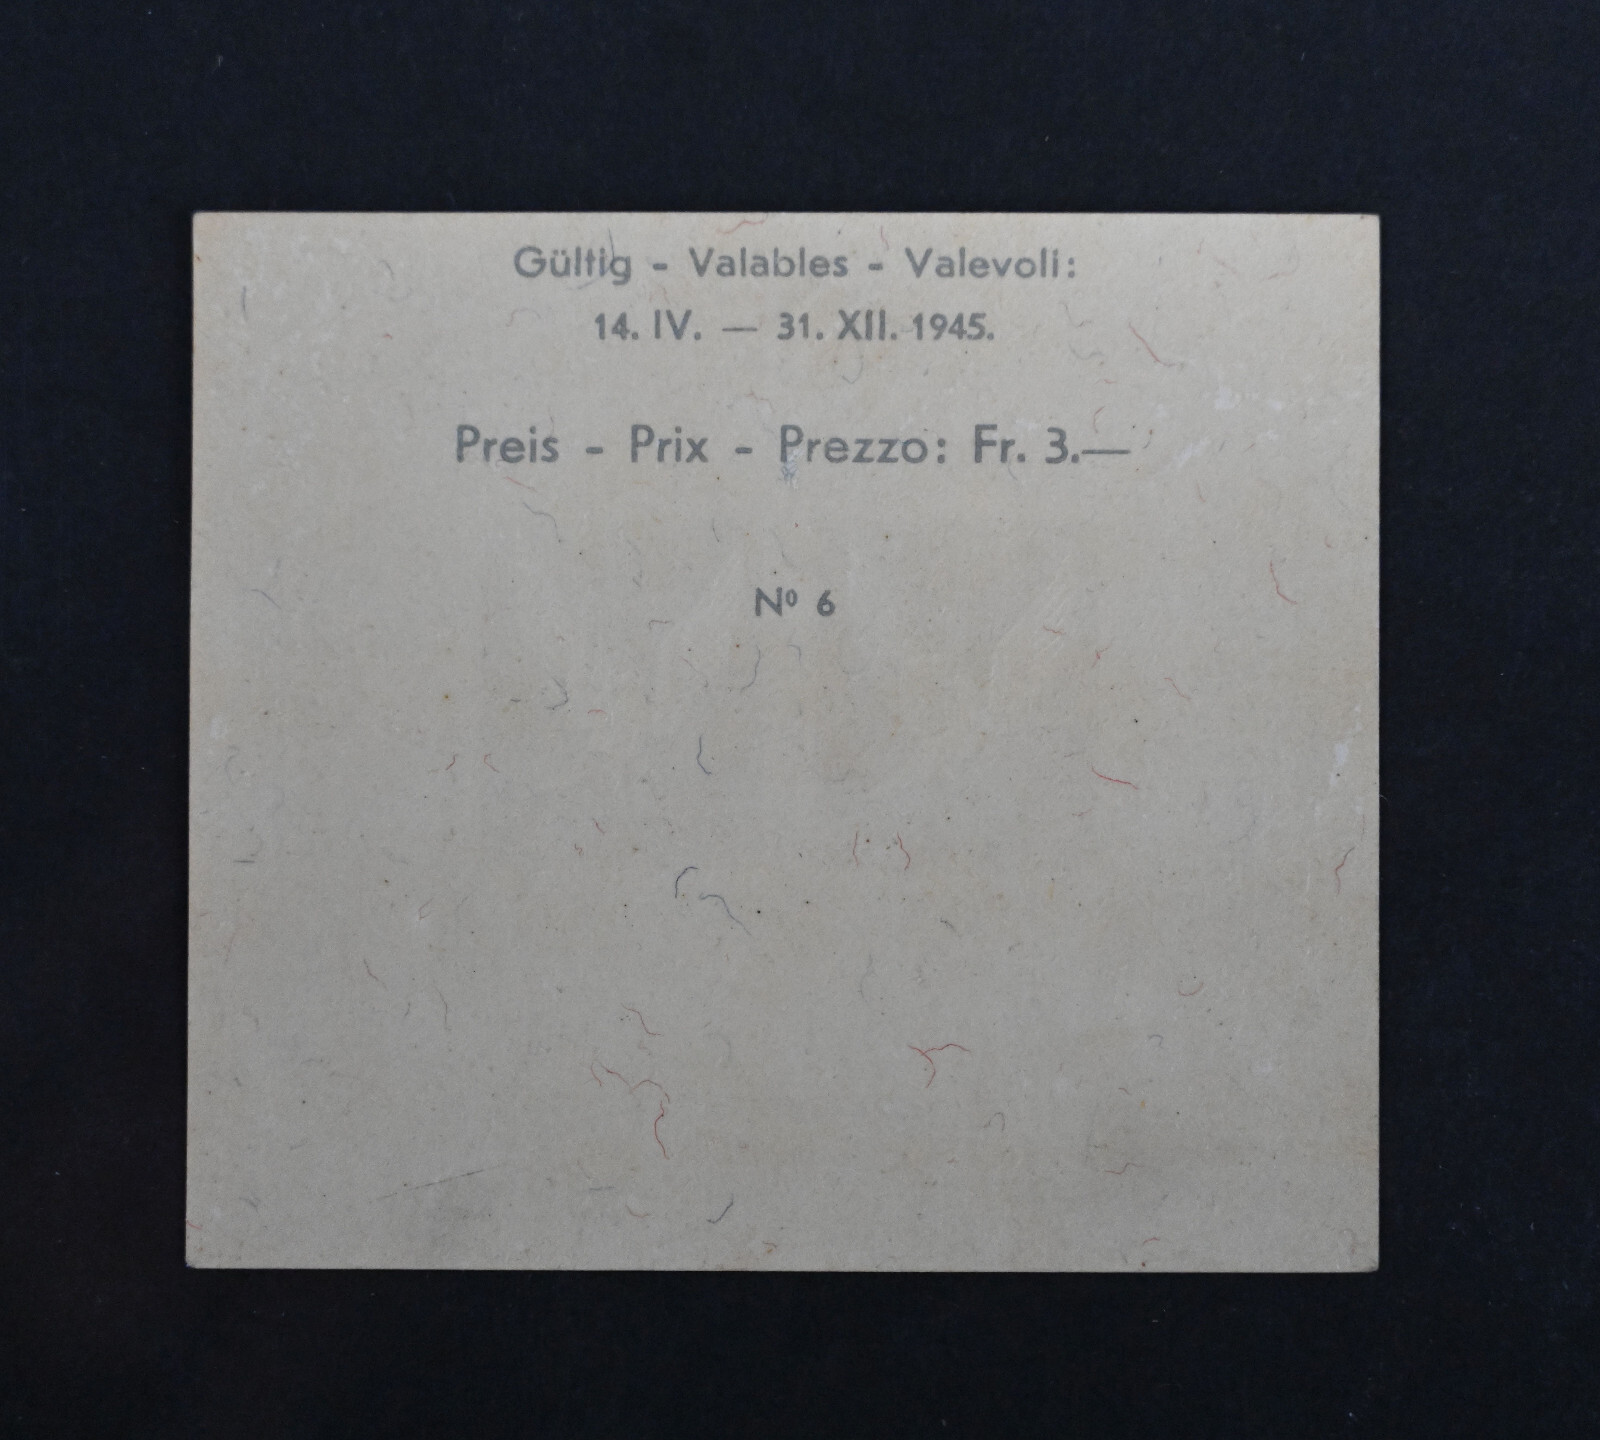 Gültig - Valables - Valevoli:
14. IV. — 31. XII. 1945.
Preis - Prix - Prezzo: Fr. 3.—
Nº 6